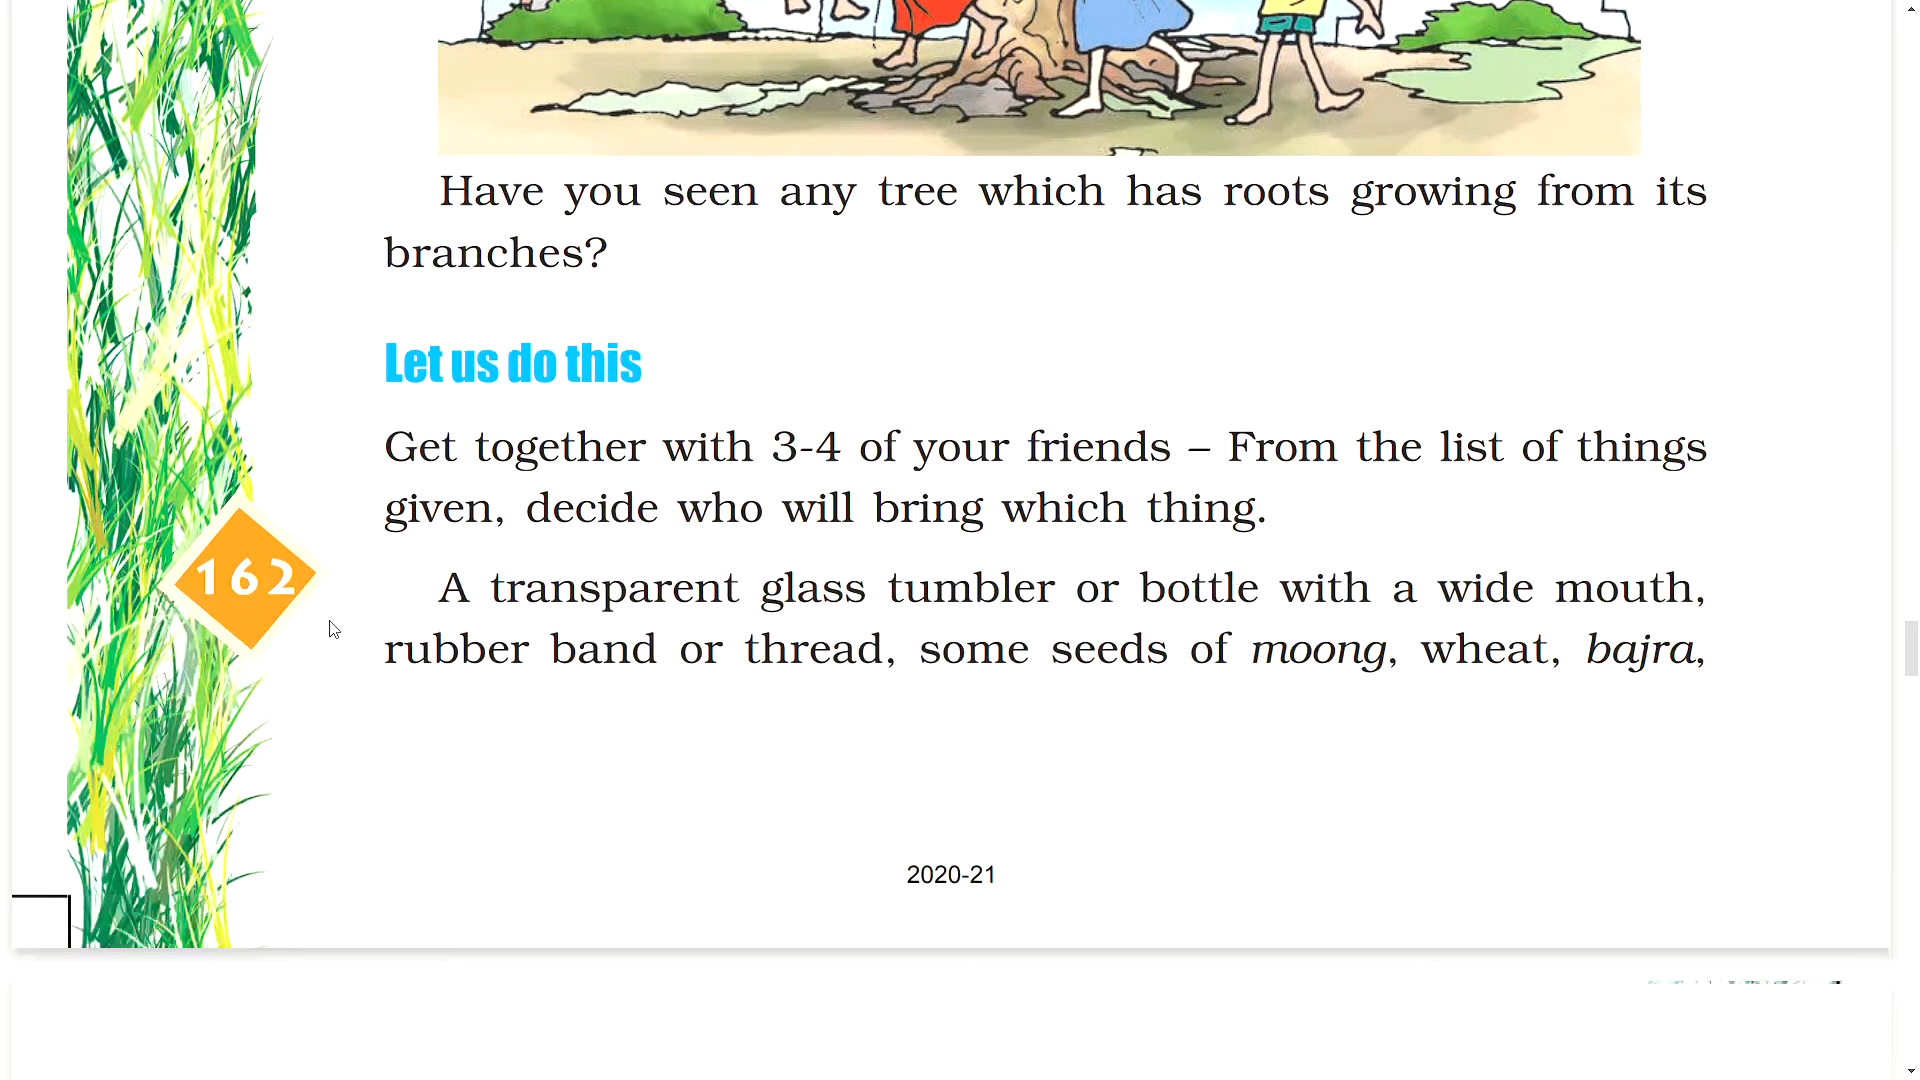 Have you seen any tree which has roots growing from its
branches?
Let us do this
Get together with 3-4 of your friends – From the list of things
given, decide who will bring which thing.
162
A transparent glass tumbler or bottle with a wide mouth,
rubber band or thread, some seeds of moong, wheat, bajra,
2020-21